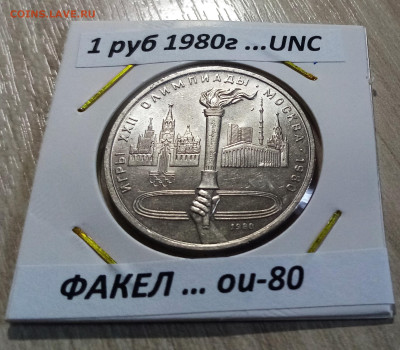 COINS.LAVE.RU
1 руб 1980г ...UNC
ИГРЫ XXII ОЛИМПИАДЫ МОСКВА·1980
1980
ФАКЕЛ ... ои-80